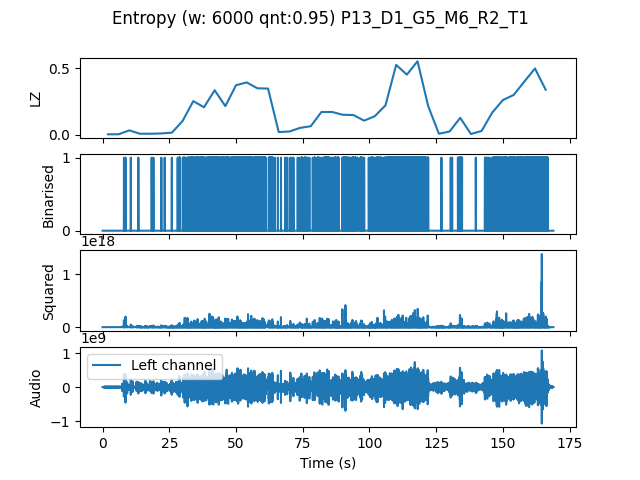 Entropy (w: 6000 qnt:0.95) P13_D1_G5_M6_R2_T1
0.5
0.0
LZ
1
0
Binarised
1e18
1
0
Squared
1e9
1
0
−1
Audio
Left channel
0 25 50 75 100 125 150 175
Time (s)